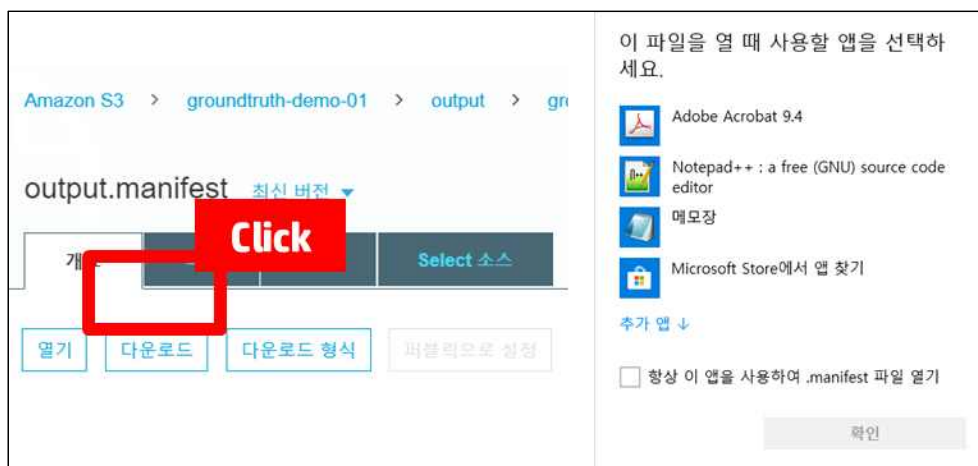 Amazon S3 > groundtruth-demo-01 > output > gro
output.manifest 최신 버전
Click
Select 소스
열기 다운로드 다운로드 형식 퍼블릭으로 설정
이 파일을 열 때 사용할 앱을 선택하
세요.
Adobe Acrobat 9.4
Notepad++ : a free (GNU) source code
editor
메모장
Microsoft Store에서 앱 찾기
추가 앱 ↓
항상 이 앱을 사용하여 .manifest 파일 열기
확인